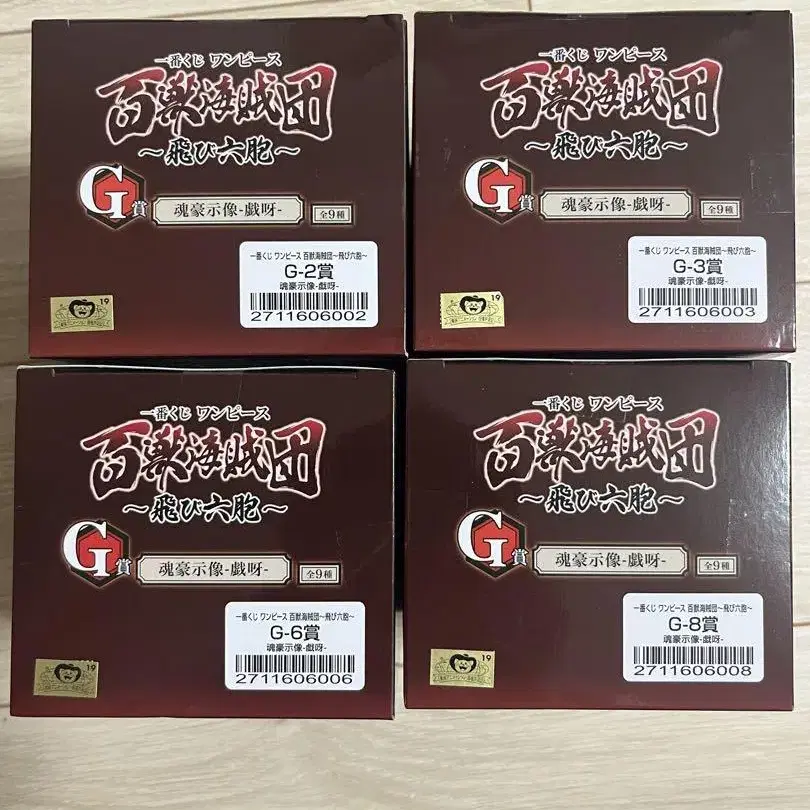 一番くじ ワンピース
百獣海賊団
～飛び六胞～
G賞
魂豪示像-戯呀-
全9種
一番くじ ワンピース 百獣海賊団～飛び六胞～
G-2賞
魂豪示像-戯呀-
2711606002
19
一番くじ ワンピース
百獣海賊団
～飛び六胞～
G賞
魂豪示像-戯呀-
全9種
一番くじ ワンピース 百獣海賊団～飛び六胞～
G-3賞
魂豪示像-戯呀-
2711606003
19
一番くじ ワンピース
百獣海賊団
～飛び六胞～
G賞
魂豪示像-戯呀-
全9種
一番くじ ワンピース 百獣海賊団～飛び六胞～
G-6賞
魂豪示像-戯呀-
2711606006
19
一番くじ ワンピース
百獣海賊団
～飛び六胞～
G賞
魂豪示像-戯呀-
全9種
一番くじ ワンピース 百獣海賊団～飛び六胞～
G-8賞
魂豪示像-戯呀-
2711606008
19